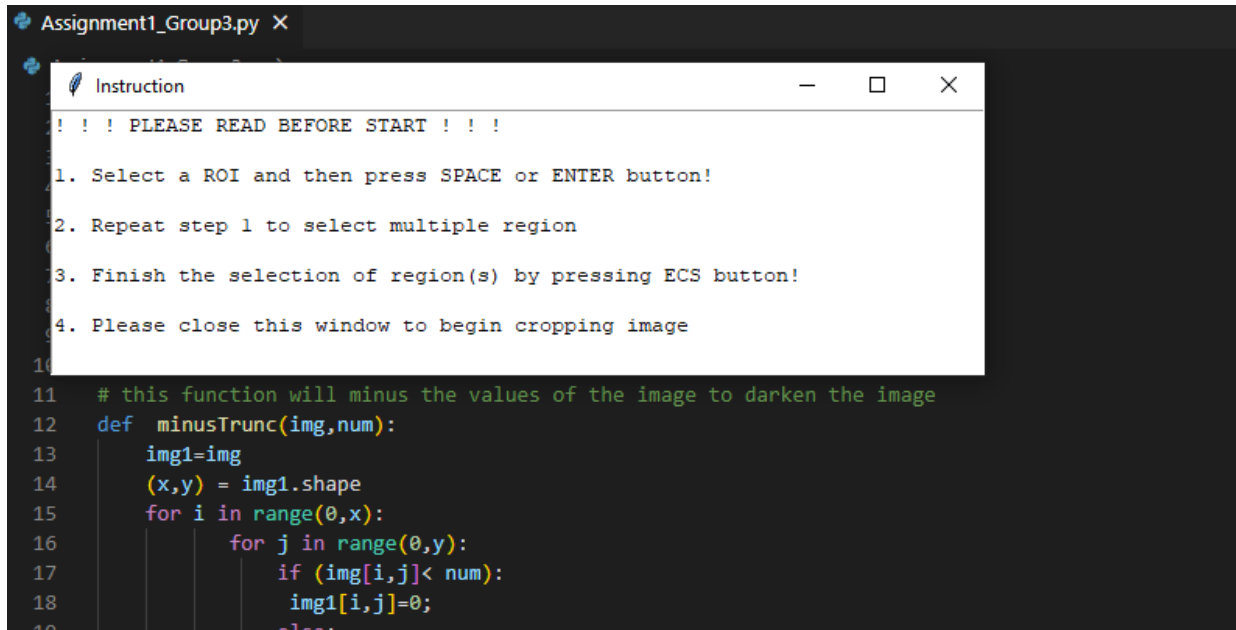 Assignment1_Group3.py
Instruction
! ! ! PLEASE READ BEFORE START ! ! !
1. Select a ROI and then press SPACE or ENTER button!
2. Repeat step 1 to select multiple region
3. Finish the selection of region(s) by pressing ECS button!
4. Please close this window to begin cropping image
10
11 # this function will minus the values of the image to darken the image
12 def minusTrunc(img,num):
13 img1=img
14 (x,y) = img1.shape
15 for i in range(0,x):
16 for j in range(0,y):
17 if (img[i,j]< num):
18 img1[i,j]=0;
19 else: